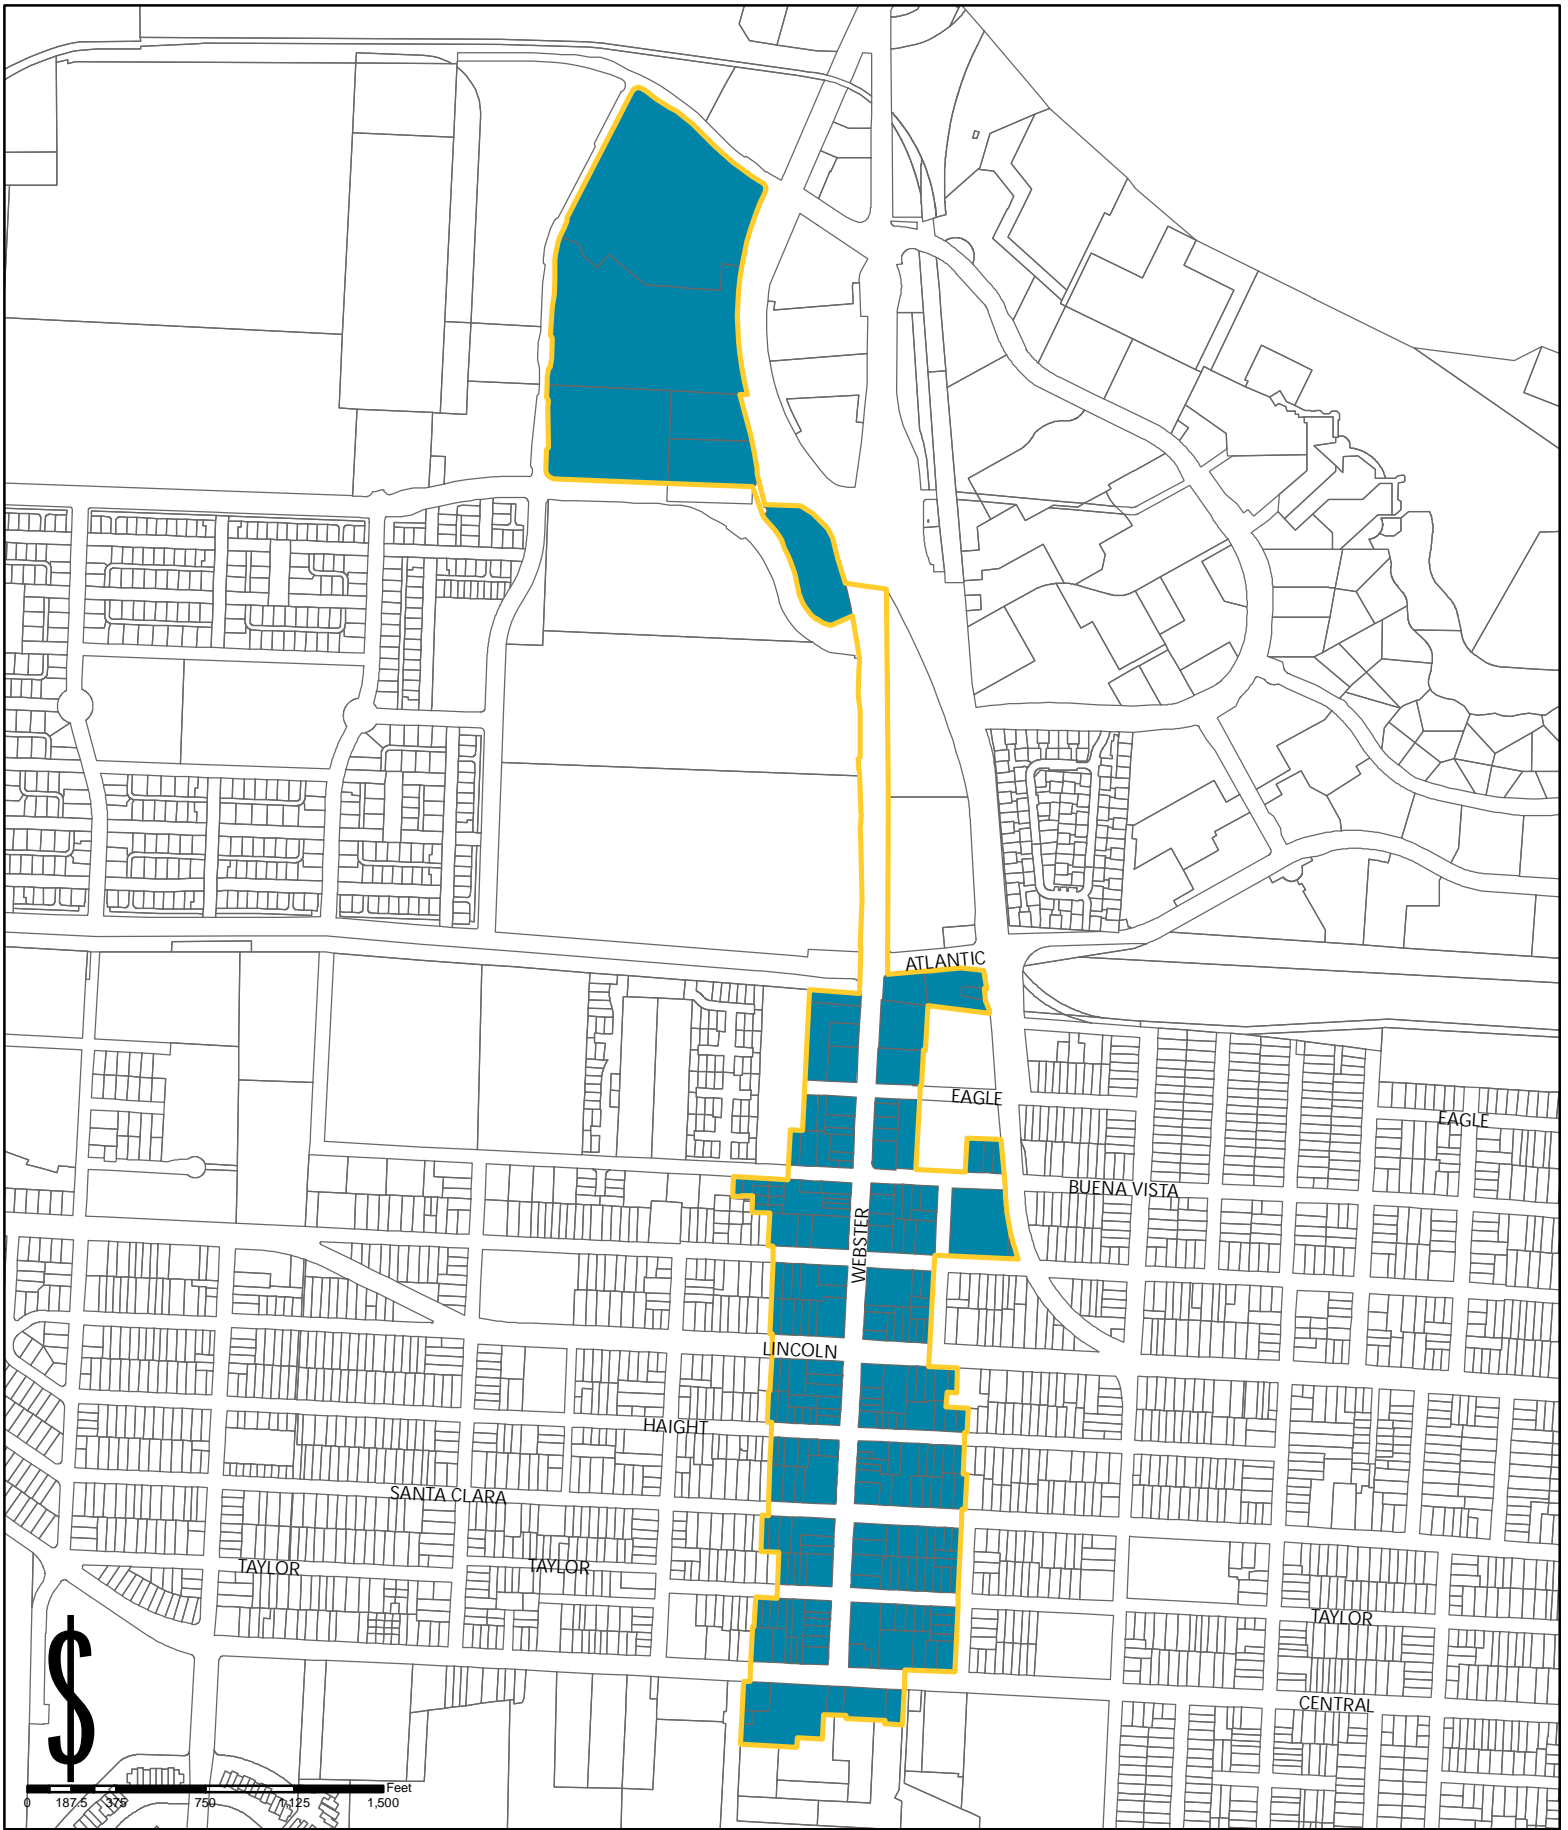 ATLANTIC
EAGLE
EAGLE
BUENA VISTA
WEBSTER
LINCOLN
HAIGHT
SANTA CLARA
TAYLOR
TAYLOR
TAYLOR
CENTRAL
$
Feet
0 187.5 375 750 1,125 1,500